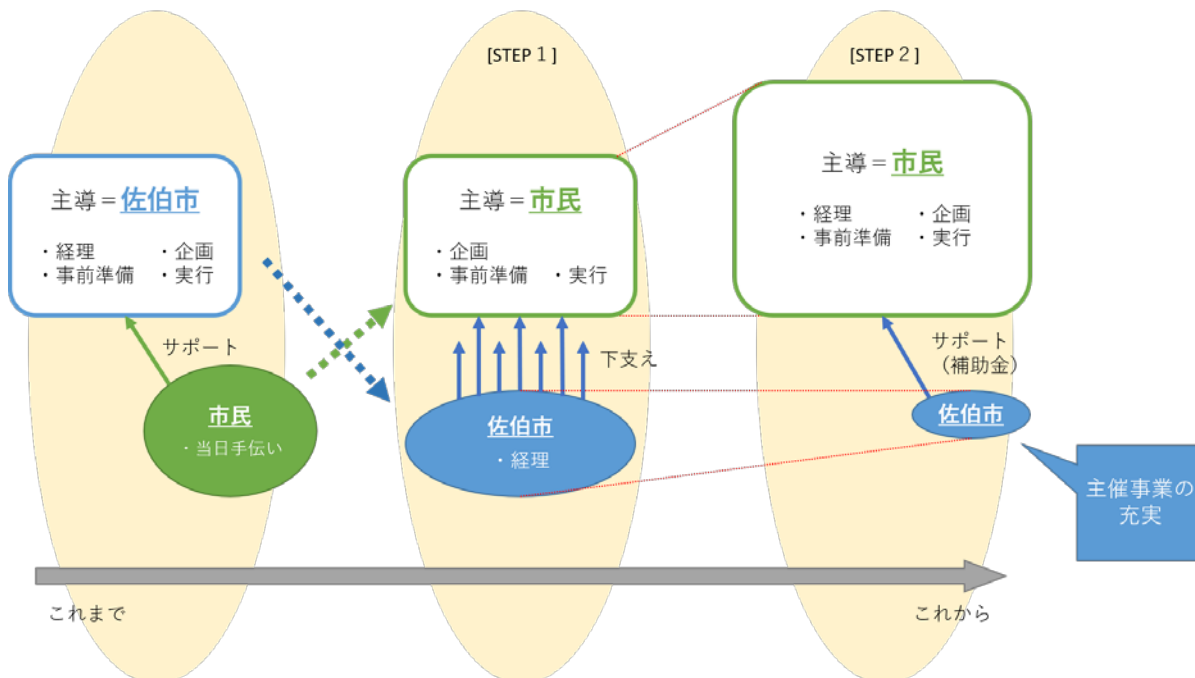 [STEP１]
[STEP２]
主導＝佐伯市
・経理　　・企画
・事前準備　・実行
サポート
市民
・当日手伝い
主導＝市民
・企画
・事前準備　・実行
下支え
佐伯市
・経理
主導＝市民
・経理　　・企画
・事前準備　・実行
サポート
（補助金）
佐伯市
主催事業の
充実
これまで
これから